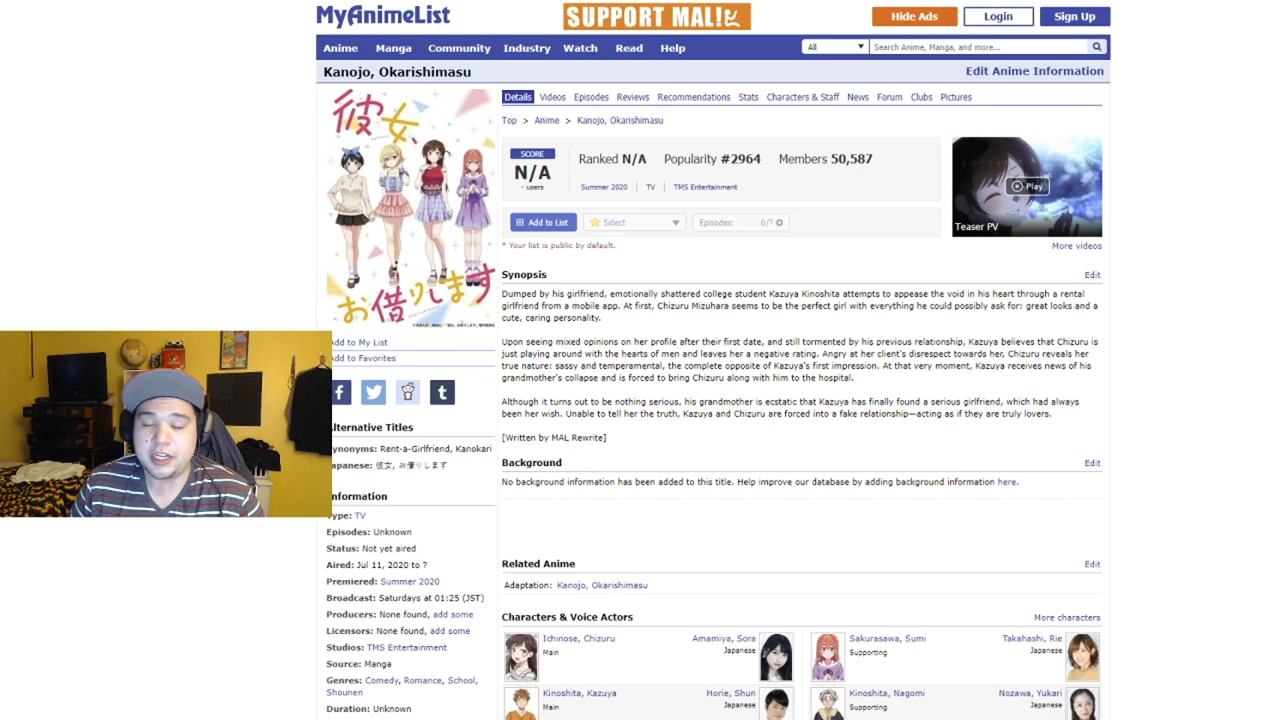 MyAnimeList
SUPPORT MAL!
Hide Ads
Login
Sign Up
Anime
Manga
Community
Industry
Watch
Read
Help
All
Search Anime, Manga, and more...
Kanojo, Okarishimasu
Edit Anime Information
彼女、
お借りします
Details
Videos
Episodes
Reviews
Recommendations
Stats
Characters & Staff
News
Forum
Clubs
Pictures
Top > Anime > Kanojo, Okarishimasu
SCORE
N/A
- users
Ranked N/A
Popularity #2964
Members 50,587
Summer 2020
TV
TMS Entertainment
Add to List
Select
Episodes: 0/?
* Your list is public by default.
Play
Teaser PV
More videos
Synopsis
Edit
Dumped by his girlfriend, emotionally shattered college student Kazuya Kinoshita attempts to appease the void in his heart through a rental
girlfriend from a mobile app. At first, Chizuru Mizuhara seems to be the perfect girl with everything he could possibly ask for: great looks and a
cute, caring personality.
Upon seeing mixed opinions on her profile after their first date, and still tormented by his previous relationship, Kazuya believes that Chizuru is
just playing around with the hearts of men and leaves her a negative rating. Angry at her client's disrespect towards her, Chizuru reveals her
true nature: sassy and temperamental, the complete opposite of Kazuya's first impression. At that very moment, Kazuya receives news of his
grandmother's collapse and is forced to bring Chizuru along with him to the hospital.
Although it turns out to be nothing serious, his grandmother is ecstatic that Kazuya has finally found a serious girlfriend, which had always
been her wish. Unable to tell her the truth, Kazuya and Chizuru are forced into a fake relationship—acting as if they are truly lovers.
[Written by MAL Rewrite]
Background
Edit
No background information has been added to this title. Help improve our database by adding background information here.
Related Anime
Edit
Adaptation: Kanojo, Okarishimasu
Characters & Voice Actors
More characters
Ichinose, Chizuru
Main
Amamiya, Sora
Japanese
Sakurasawa, Sumi
Supporting
Takahashi, Rie
Japanese
Kinoshita, Kazuya
Main
Horie, Shun
Japanese
Kinoshita, Nagomi
Supporting
Nozawa, Yukari
Japanese
dd to My List
dd to Favorites
lternative Titles
ynonyms: Rent-a-Girlfriend, Kanokari
apanese: 彼女、お借りします
nformation
ype: TV
Episodes: Unknown
Status: Not yet aired
Aired: Jul 11, 2020 to ?
Premiered: Summer 2020
Broadcast: Saturdays at 01:25 (JST)
Producers: None found, add some
Licensors: None found, add some
Studios: TMS Entertainment
Source: Manga
Genres: Comedy, Romance, School,
Shounen
Duration: Unknown